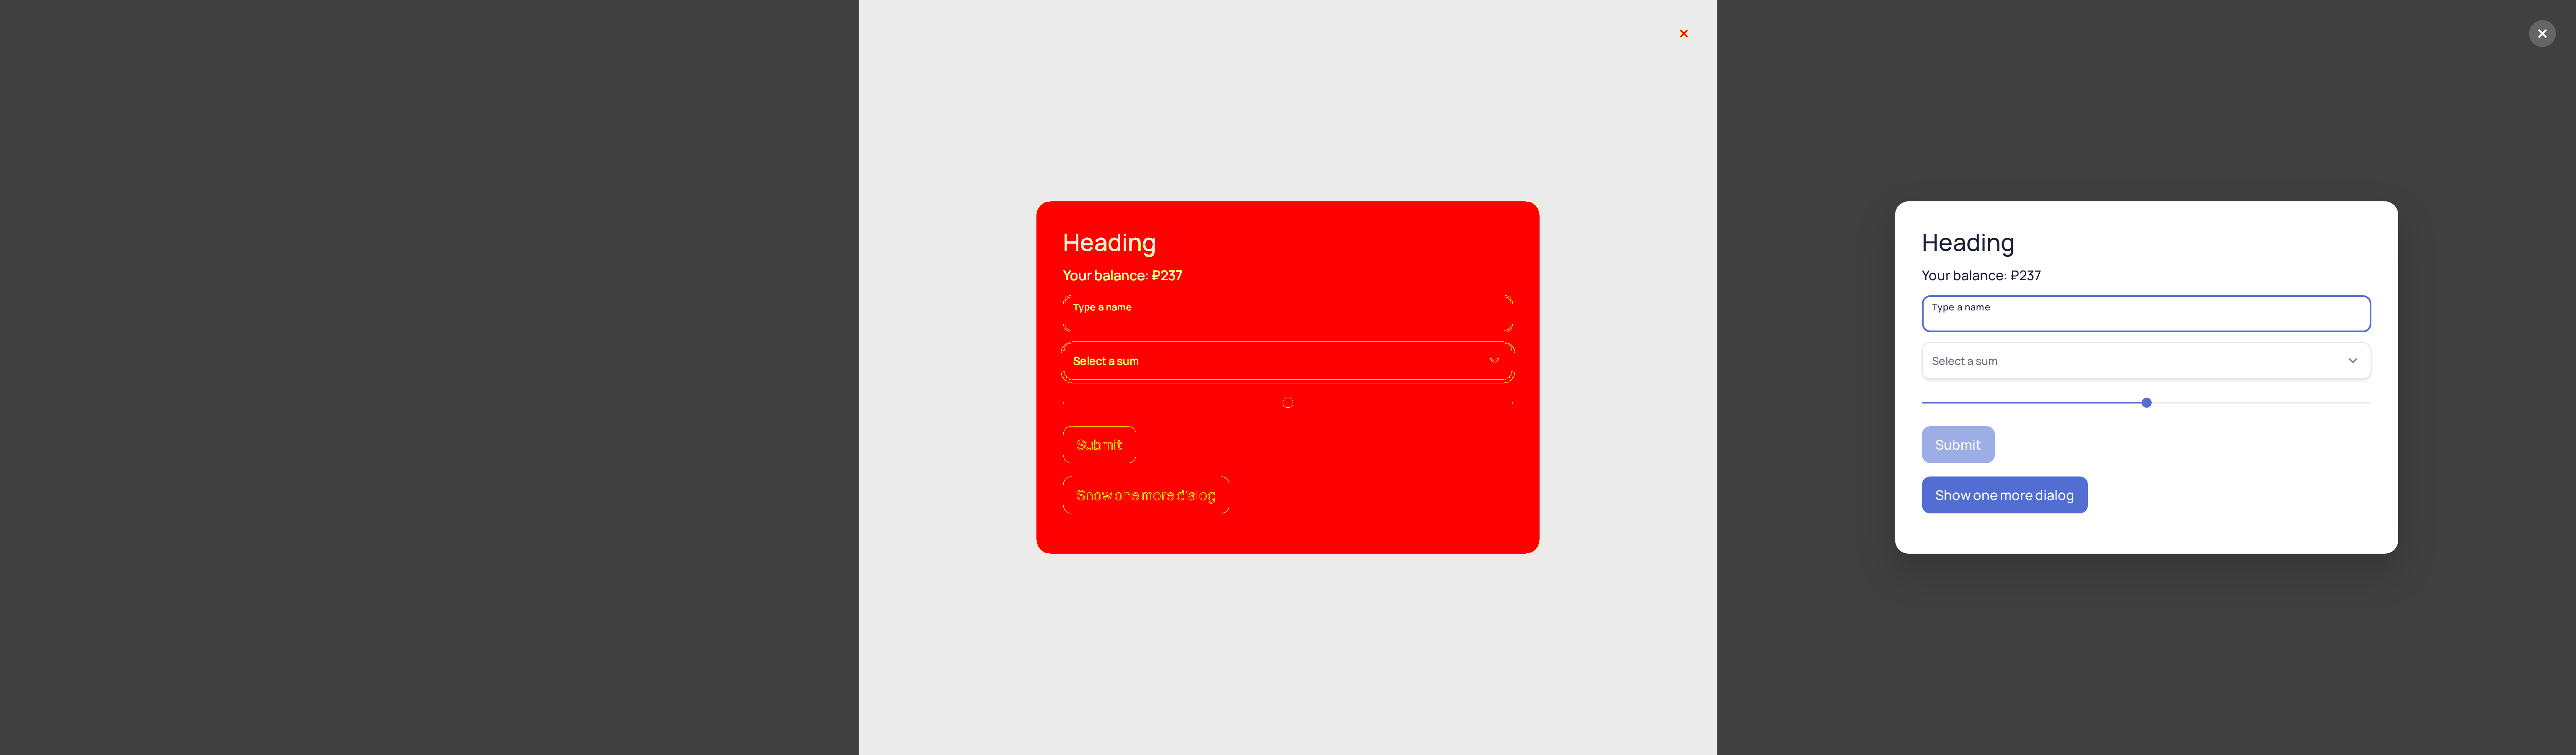 Heading
Your balance: ₽237
Type a name
Select a sum
Submit
Show one more dialog
Heading
Your balance: ₽237
Type a name
Select a sum
Submit
Show one more dialog